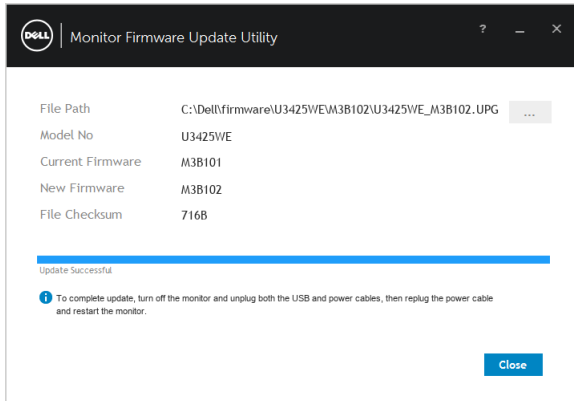 DELL
Monitor Firmware Update Utility
?
File Path C:\Dell\firmware\U3425WE\M3B102\U3425WE_M3B102.UPG ...
Model No U3425WE
Current Firmware M3B101
New Firmware M3B102
File Checksum 716B
Update Successful
To complete update, turn off the monitor and unplug both the USB and power cables, then replug the power cable
and restart the monitor.
Close